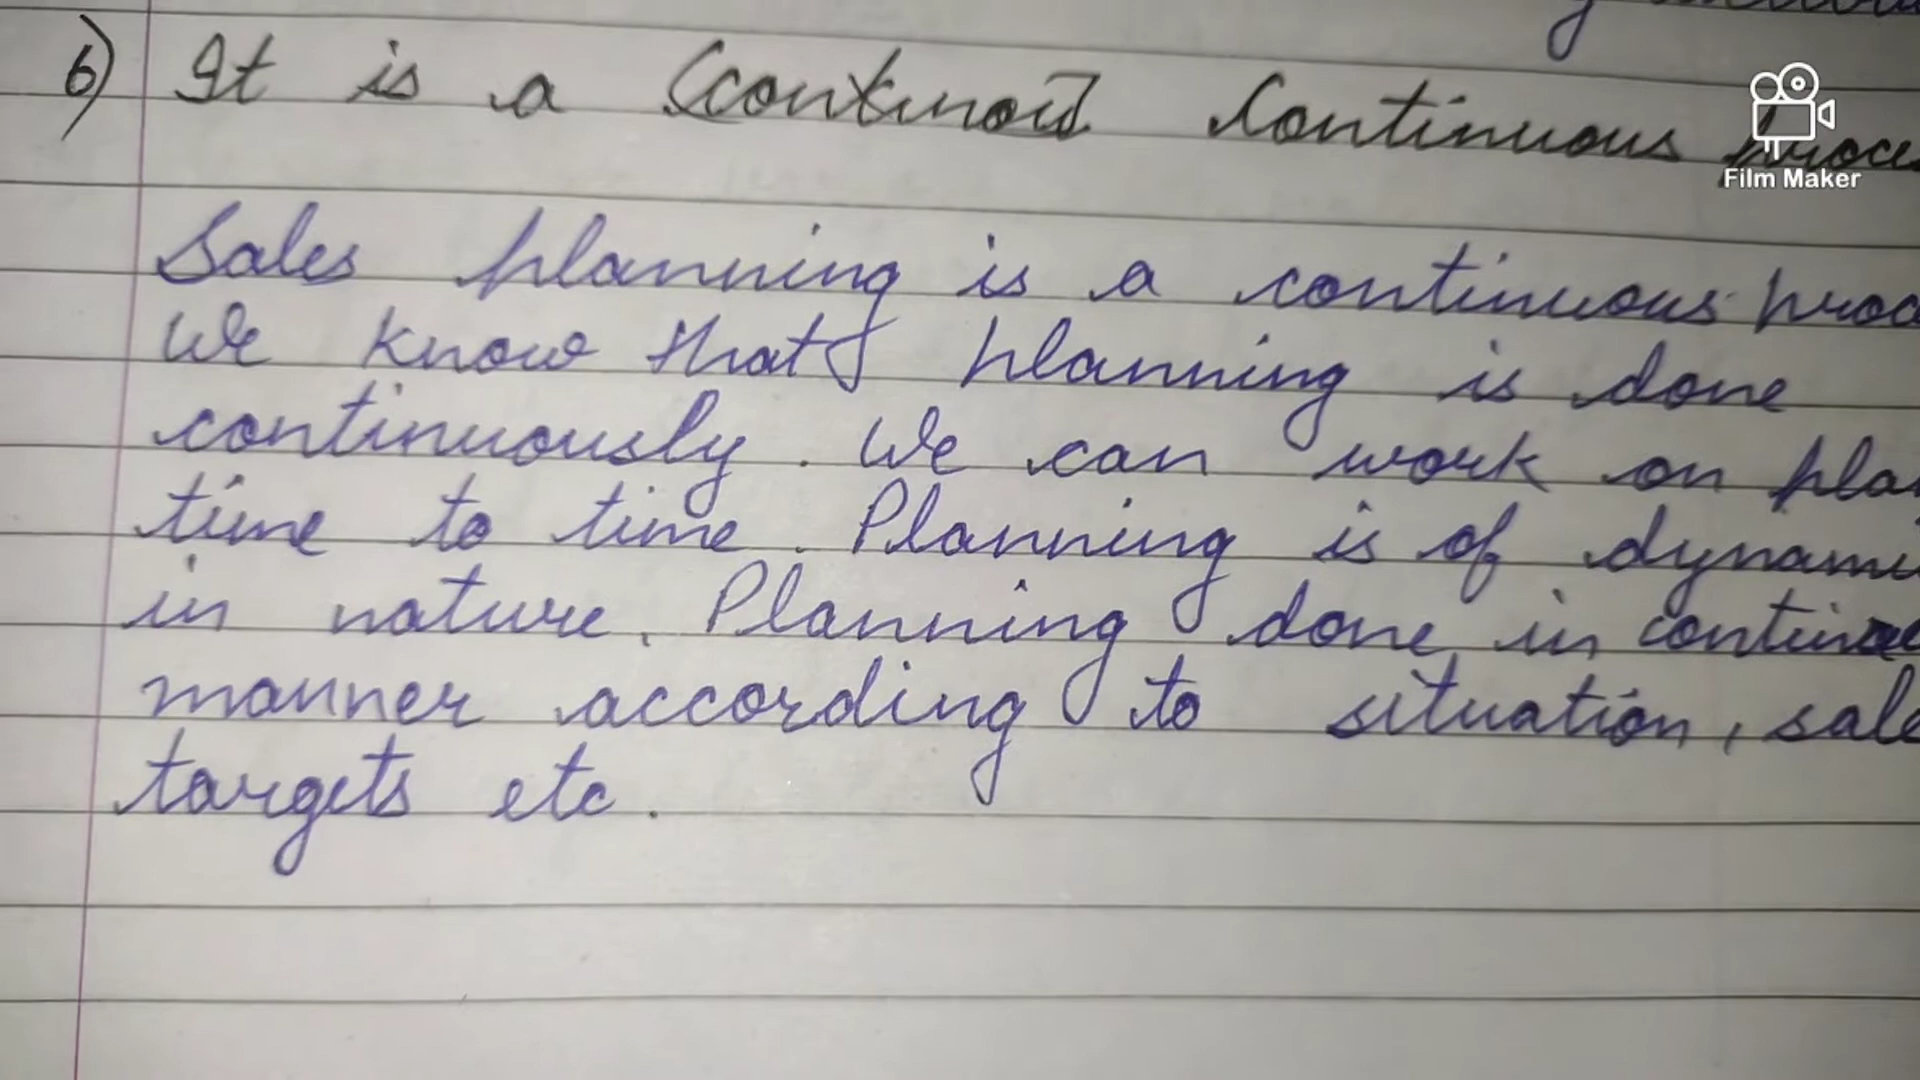 6) It is a Continuous
Film Maker
Sales planning is a continuous
We know that planning is done
continuously. We can work on
time to time. Planning is of
in nature. Planning done in
manner according to situation,
targets etc.